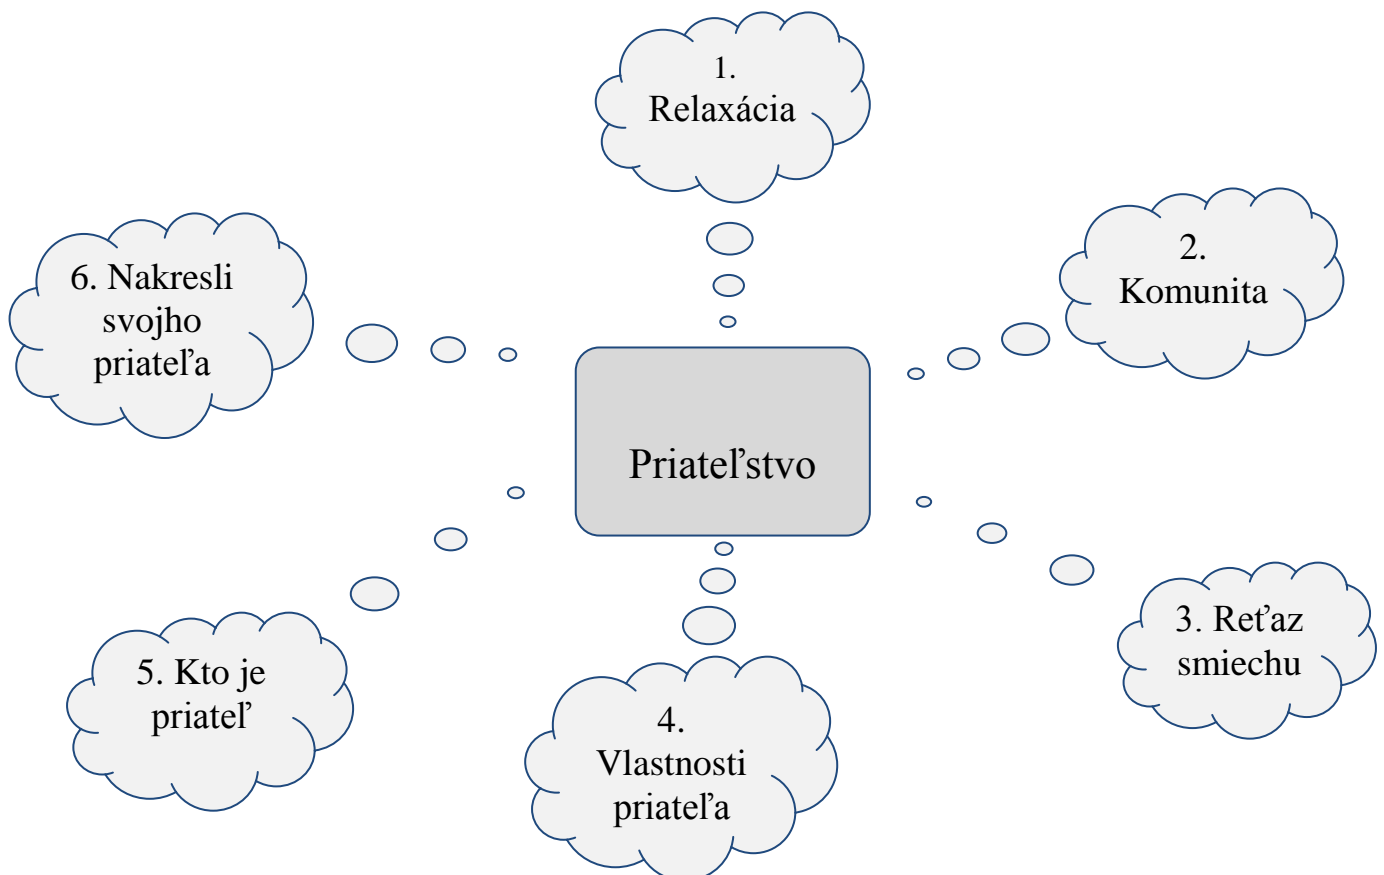 1.
Relaxácia
2.
Komunita
6. Nakresli
svojho
priateľa
Priateľstvo
3. Reťaz
smiechu
5. Kto je
priateľ
4.
Vlastnosti
priateľa